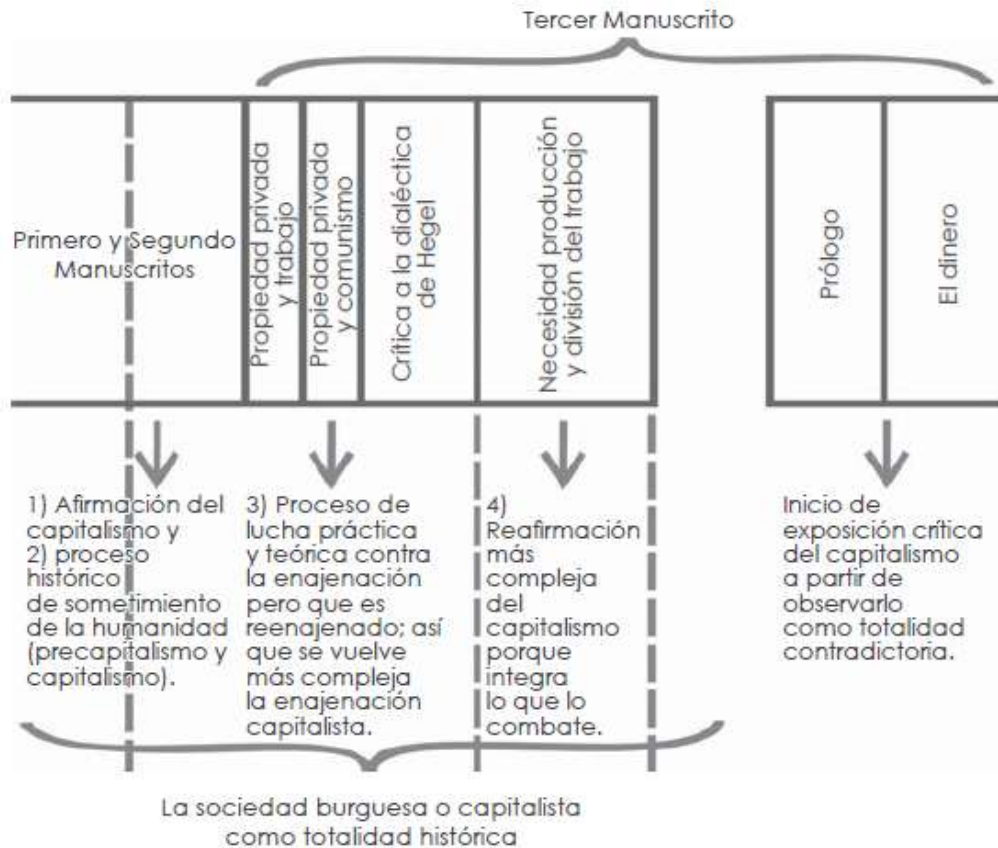 Tercer Manuscrito
Primero y Segundo
Manuscritos
Propiedad privada
y trabajo
Propiedad privada
y comunismo
Crítica a la dialéctica
de Hegel
Necesidad producción
y división del trabajo
Prólogo
El dinero
1) Afirmación del
capitalismo y
2) proceso
histórico
de sometimiento
de la humanidad
(precapitalismo y
capitalismo).
3) Proceso de
lucha práctica
y teórica contra
la enajenación
pero que es
reenajenado; así
que se vuelve
más compleja
la enajenación
capitalista.
4)
Reafirmación
más
compleja
del
capitalismo
porque
integra
lo que lo
combate.
Inicio de
exposición crítica
del capitalismo
a partir de
observarlo
como totalidad
contradictoria.
La sociedad burguesa o capitalista
como totalidad histórica